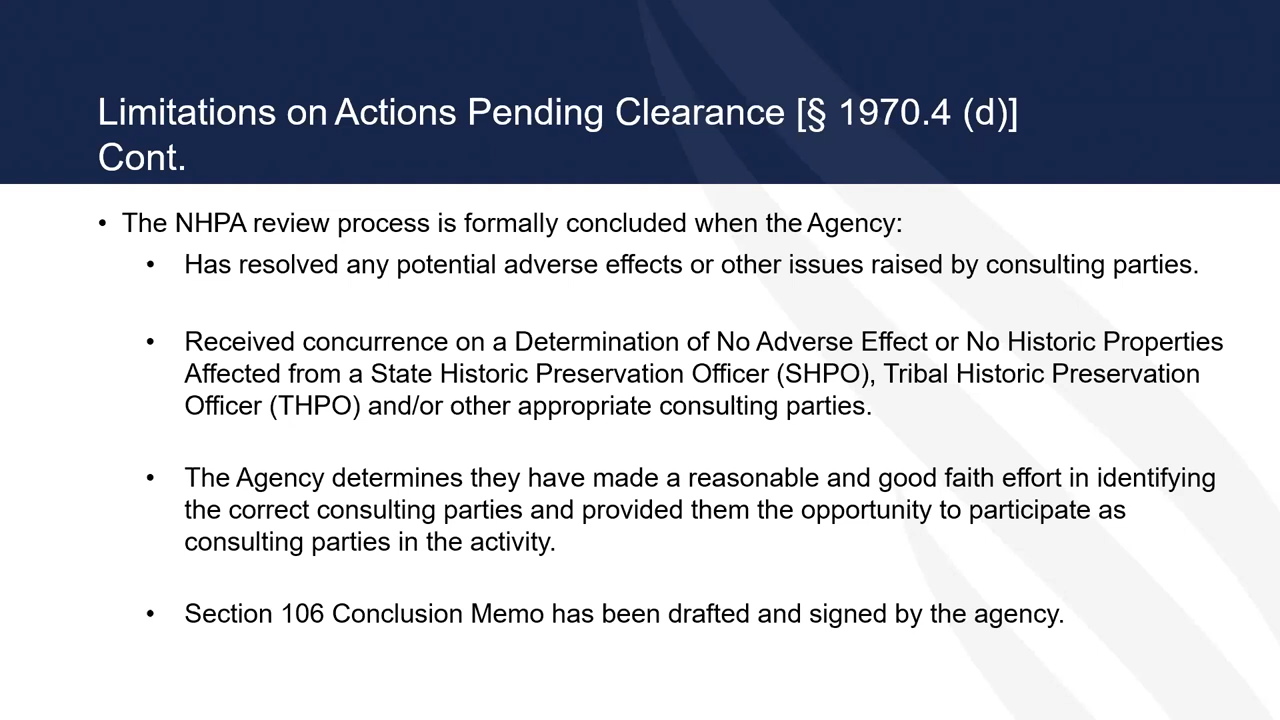 Limitations on Actions Pending Clearance [§ 1970.4 (d)]
Cont.
• The NHPA review process is formally concluded when the Agency:
• Has resolved any potential adverse effects or other issues raised by consulting parties.
• Received concurrence on a Determination of No Adverse Effect or No Historic Properties
Affected from a State Historic Preservation Officer (SHPO), Tribal Historic Preservation
Officer (THPO) and/or other appropriate consulting parties.
• The Agency determines they have made a reasonable and good faith effort in identifying
the correct consulting parties and provided them the opportunity to participate as
consulting parties in the activity.
• Section 106 Conclusion Memo has been drafted and signed by the agency.